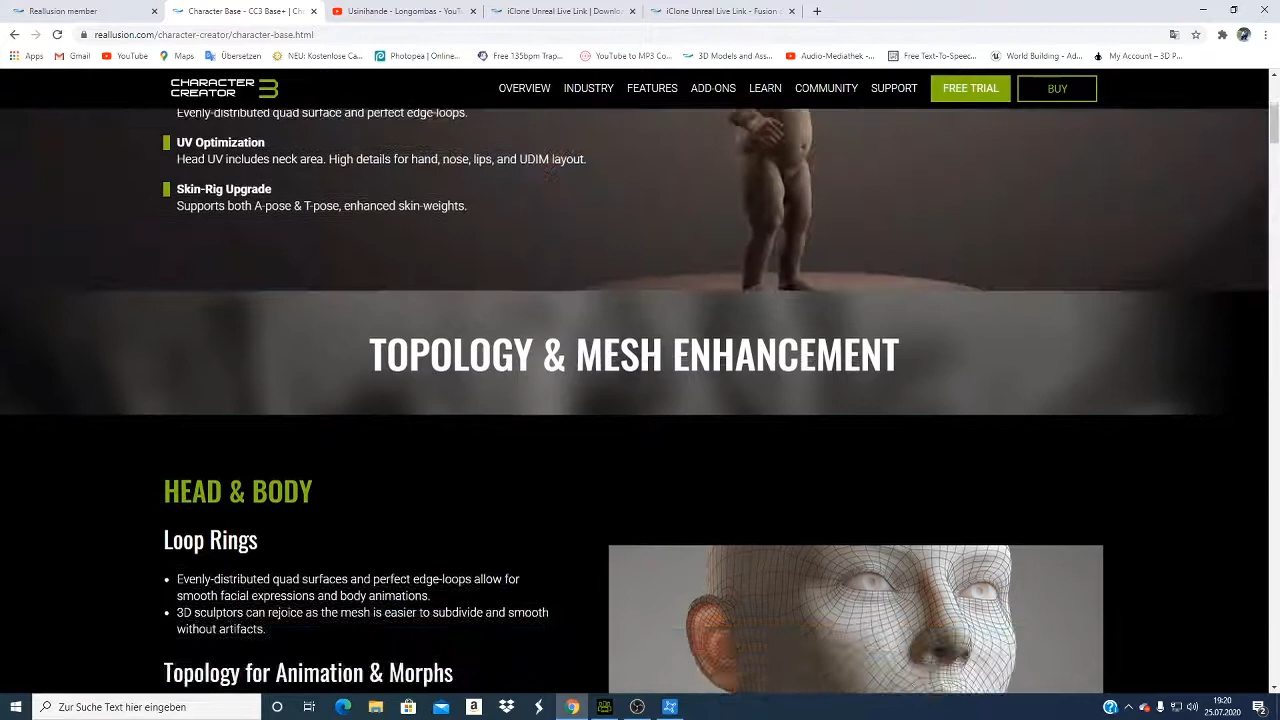 Reallusion member
CC3 Base - CC3 Base+ | Cha
Usinihande - Longombas - YouT
iClone Unreal Live Link | Downlo
iClone Unreal Live Link - Fusion
reallusion.com/character-creator/character-base.html
Apps
Gmail
YouTube
Maps
Übersetzen
NEU: Kostenlose Ca...
Photopea | Online...
Enhanced 135bpm Trap...
YouTube to MP3 Co...
3D Models and Ass...
Audio-Mediathek -...
Free Text-To-Speec...
World Building - Ad...
My Account – 3D P...
CHARACTER
CREATOR 3
OVERVIEW
INDUSTRY
FEATURES
ADD-ONS
LEARN
COMMUNITY
SUPPORT
FREE TRIAL
BUY
Evenly-distributed quad surface and perfect edge-loops.
UV Optimization
Head UV includes neck area. High details for hand, nose, lips, and UDIM layout.
Skin-Rig Upgrade
Supports both A-pose & T-pose, enhanced skin-weights.
TOPOLOGY & MESH ENHANCEMENT
HEAD & BODY
Loop Rings
Evenly-distributed quad surfaces and perfect edge-loops allow for
smooth facial expressions and body animations.
3D sculptors can rejoice as the mesh is easier to subdivide and smooth
without artifacts.
Topology for Animation & Morphs
Zur Suche Text hier eingeben
19:20
25.07.2020